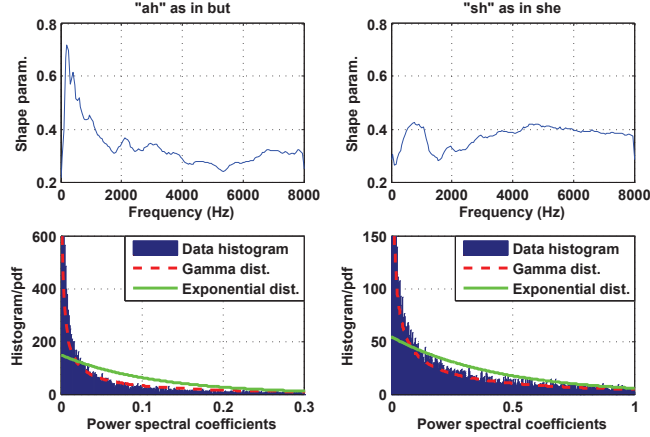 "ah" as in but
0.8
0.6
0.4
0.2
Shape param.
0 2000 4000 6000 8000
Frequency (Hz)
"sh" as in she
0.8
0.6
0.4
0.2
Shape param.
0 2000 4000 6000 8000
Frequency (Hz)
600
400
200
0
Histogram/pdf
Data histogram
Gamma dist.
Exponential dist.
0 0.1 0.2 0.3
Power spectral coefficients
150
100
50
0
Histogram/pdf
Data histogram
Gamma dist.
Exponential dist.
0 0.5 1
Power spectral coefficients